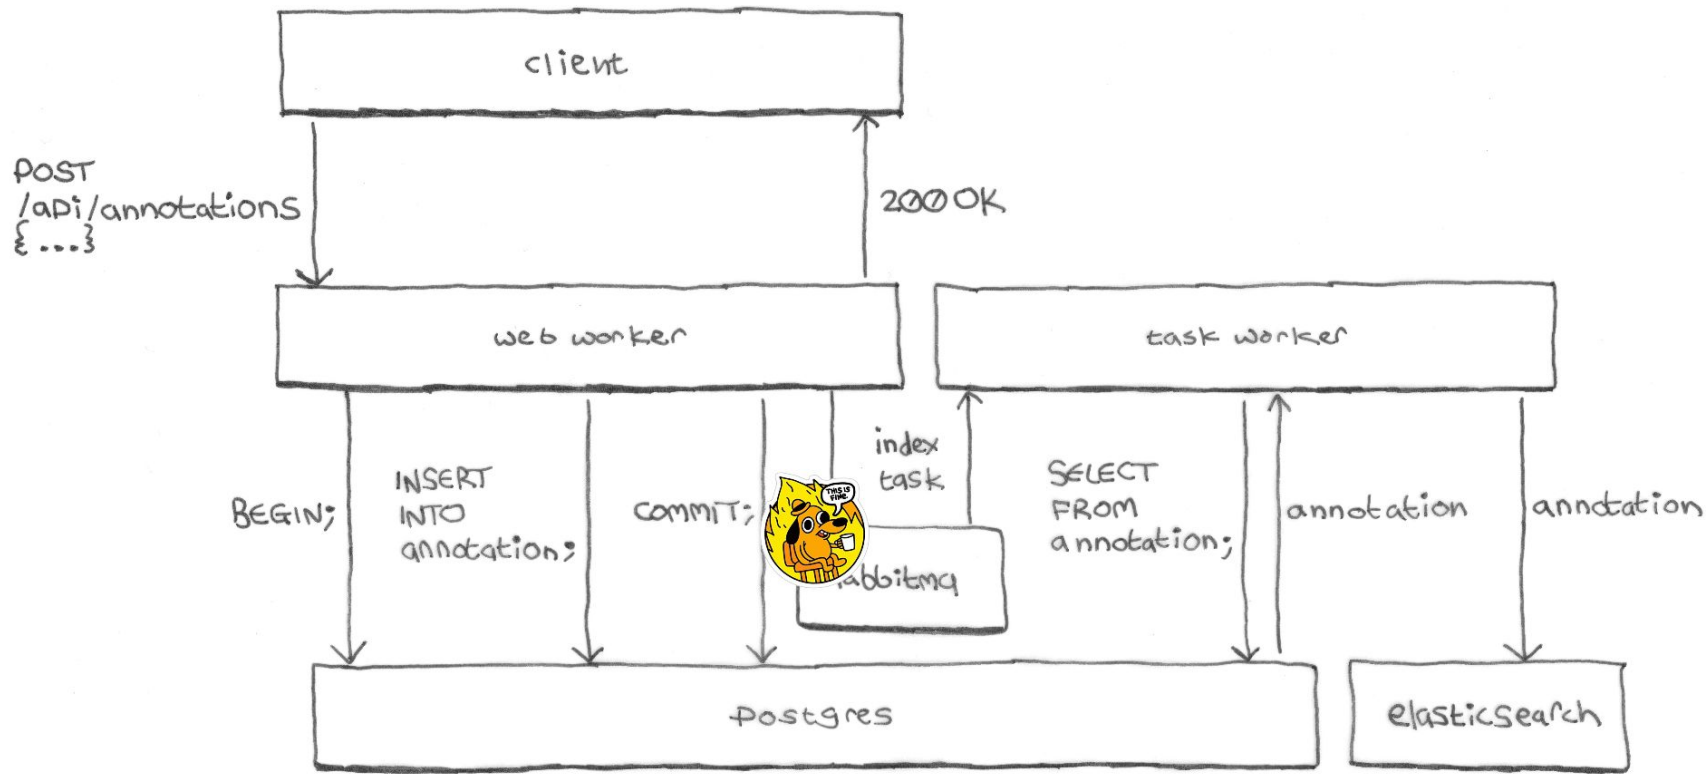 client
POST
/api/annotations
{ ... }
200 OK
web worker
task worker
BEGIN;
INSERT
INTO
annotation;
COMMIT;
index
task
THIS IS
FINE.
SELECT
FROM
annotation;
annotation
annotation
rabbitmq
Postgres
elasticsearch